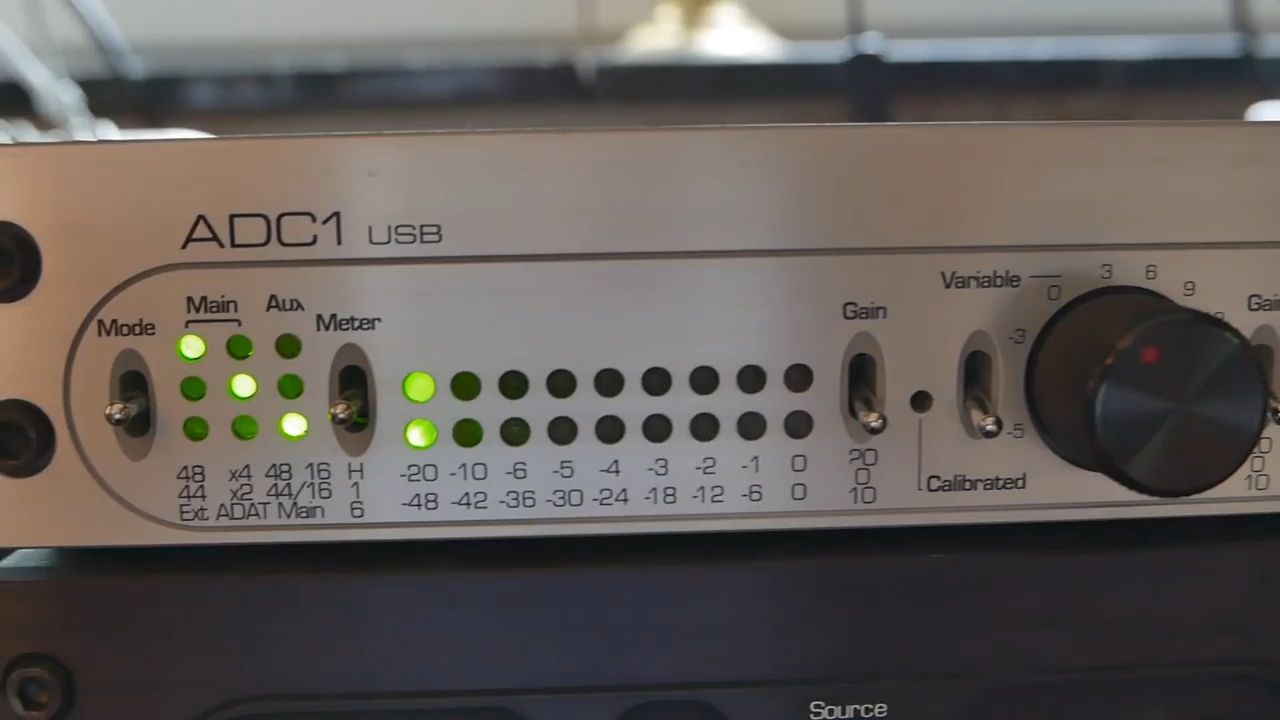 ADC1 USB
Main Aux
Mode
Meter
48 x4 48 16 H
44 x2 44/16 1
Ext ADAT Main 6
-20 -10 -6 -5 -4 -3 -2 -1 0
-48 -42 -36 -30 -24 -18 -12 -6 0
Gain
20
0
10
Variable
0 3 6 9
-3
-5
Calibrated
0
10
Source